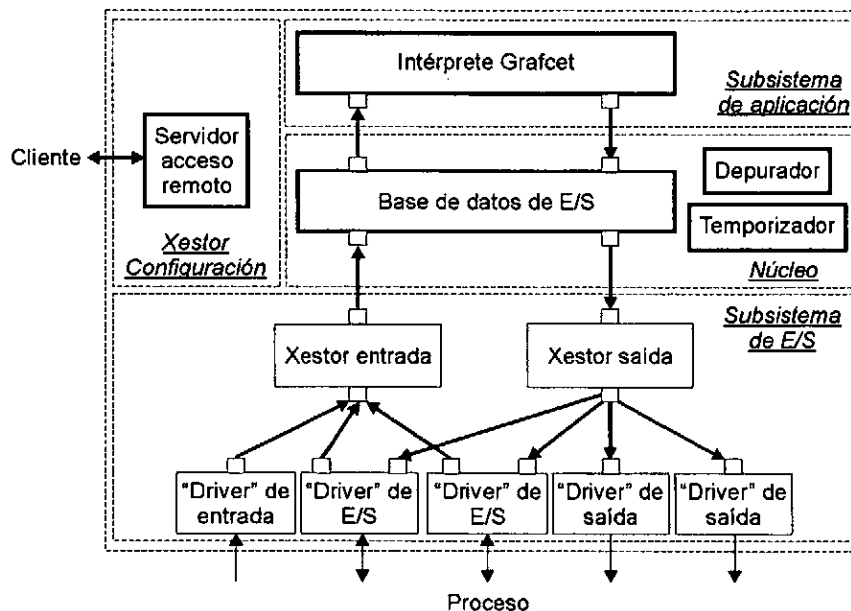 Intérprete Grafcet
Subsistema
de aplicación
Cliente
Servidor
acceso
remoto
Xestor
Configuración
Base de datos de E/S
Depurador
Temporizador
Núcleo
Subsistema
de E/S
Xestor entrada
Xestor saída
"Driver" de
entrada
"Driver" de
E/S
"Driver" de
E/S
"Driver" de
saída
"Driver" de
saída
Proceso